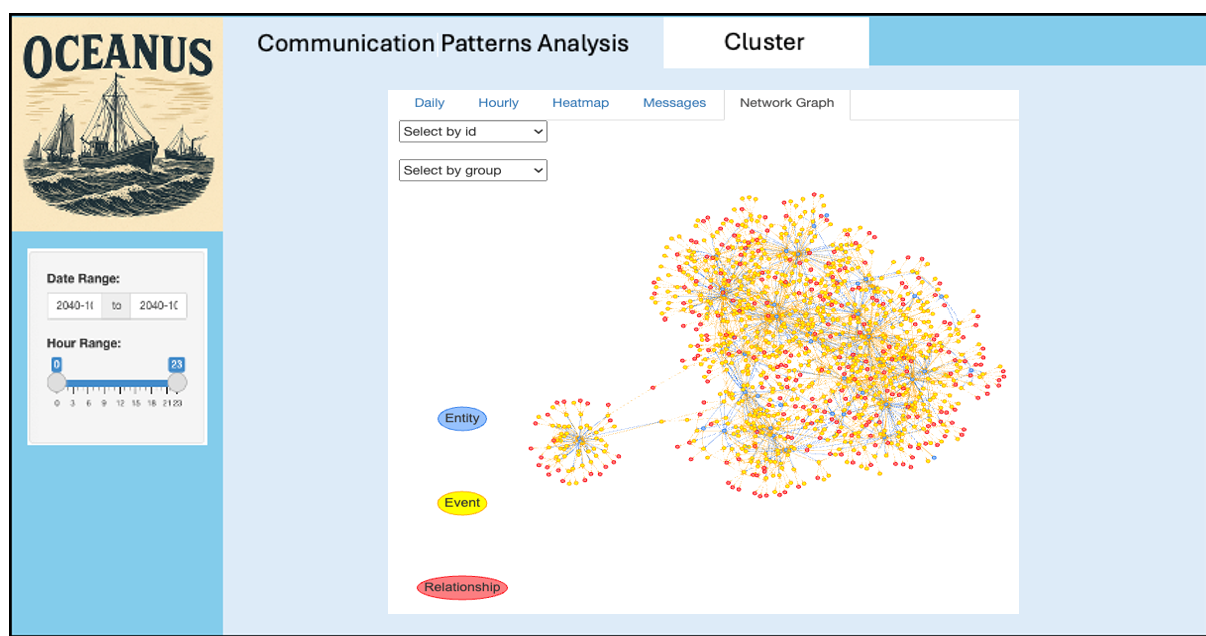 OCEANUS
Communication Patterns Analysis
Cluster
Daily
Hourly
Heatmap
Messages
Network Graph
Select by id
Select by group
Date Range:
2040-10 to 2040-10
Hour Range:
0 23
0 3 6 9 12 15 18 21 23
Entity
Event
Relationship